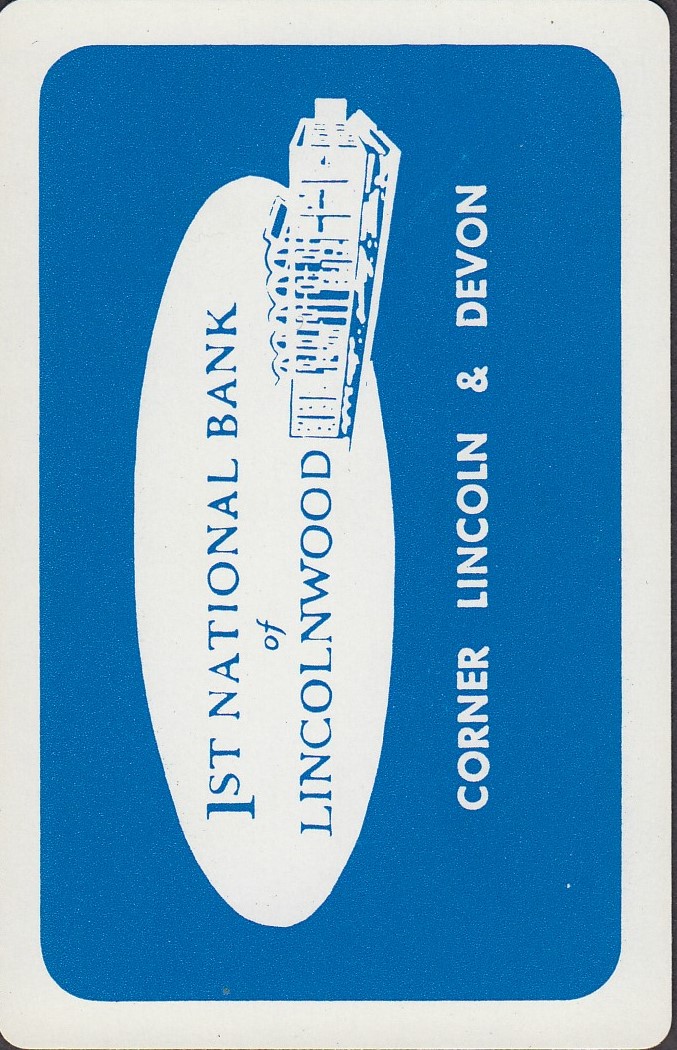 1ST NATIONAL BANK
of
LINCOLNWOOD
CORNER LINCOLN & DEVON